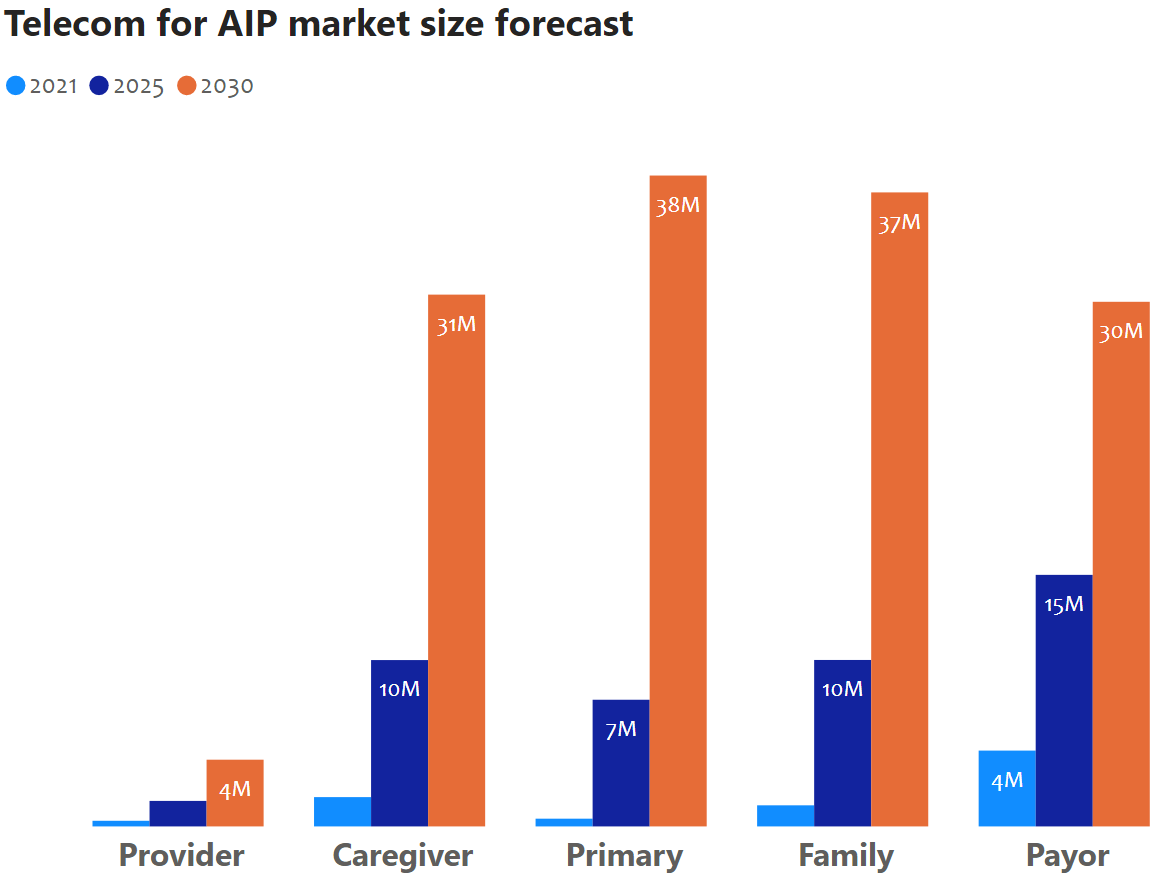 Telecom for AIP market size forecast
2021 2025 2030
38M
37M
31M
30M
15M
10M
10M
7M
4M
4M
Provider Caregiver Primary Family Payor